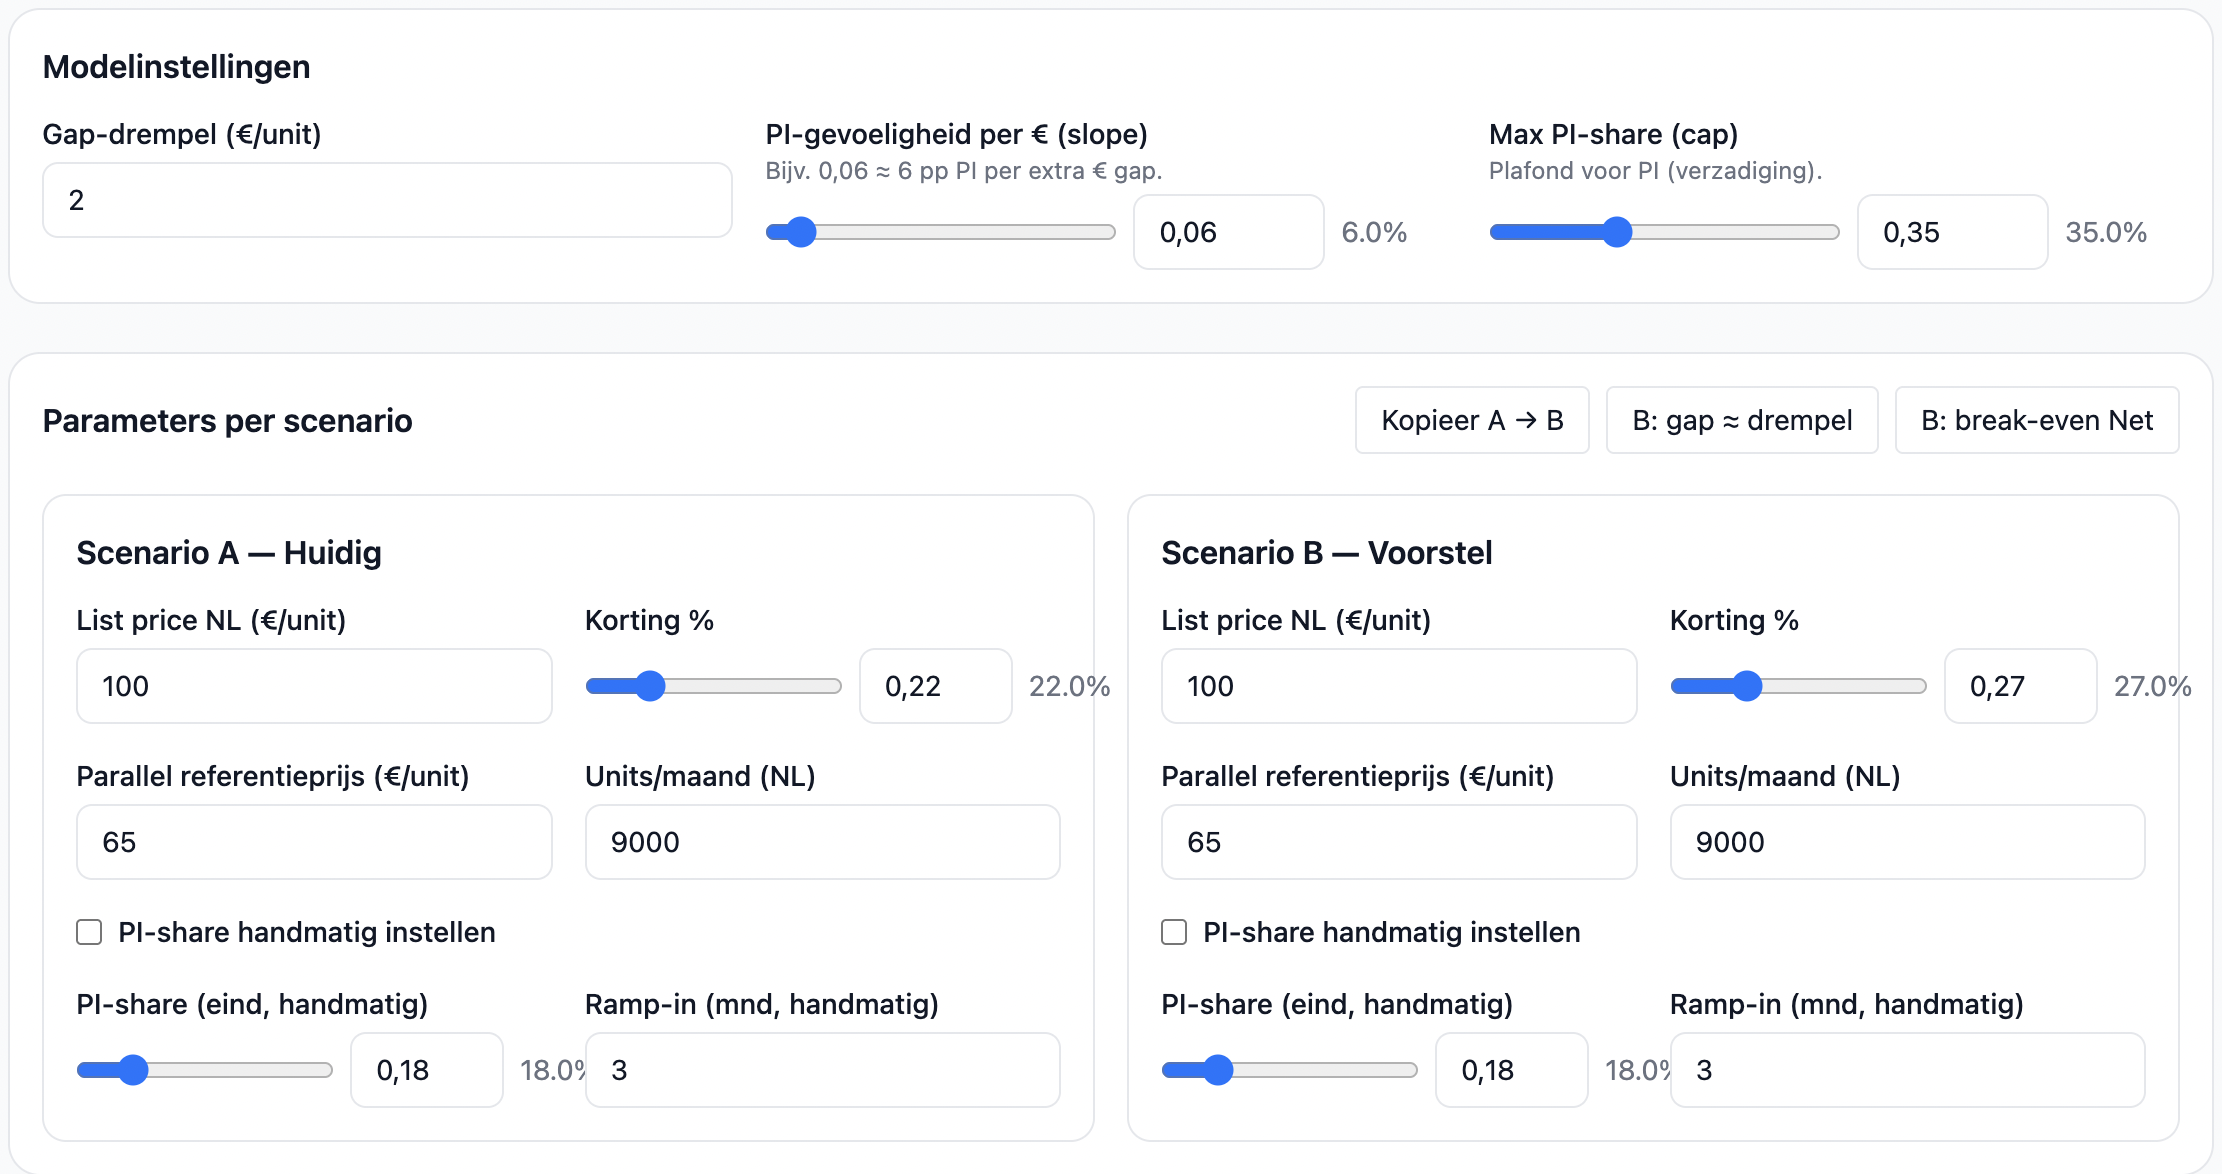 Modelinstellingen
Gap-drempel (€/unit)
2
PI-gevoeligheid per € (slope)
Bijv. 0,06 ≈ 6 pp PI per extra € gap.
0,06
6.0%
Max PI-share (cap)
Plafond voor PI (verzadiging).
0,35
35.0%
Parameters per scenario
Kopieer A → B
B: gap ≈ drempel
B: break-even Net
Scenario A — Huidig
List price NL (€/unit)
100
Korting %
0,22
22.0%
Parallel referentieprijs (€/unit)
65
Units/maand (NL)
9000
PI-share handmatig instellen
PI-share (eind, handmatig)
0,18
18.0%
Ramp-in (mnd, handmatig)
3
Scenario B — Voorstel
List price NL (€/unit)
100
Korting %
0,27
27.0%
Parallel referentieprijs (€/unit)
65
Units/maand (NL)
9000
PI-share handmatig instellen
PI-share (eind, handmatig)
0,18
18.0%
Ramp-in (mnd, handmatig)
3